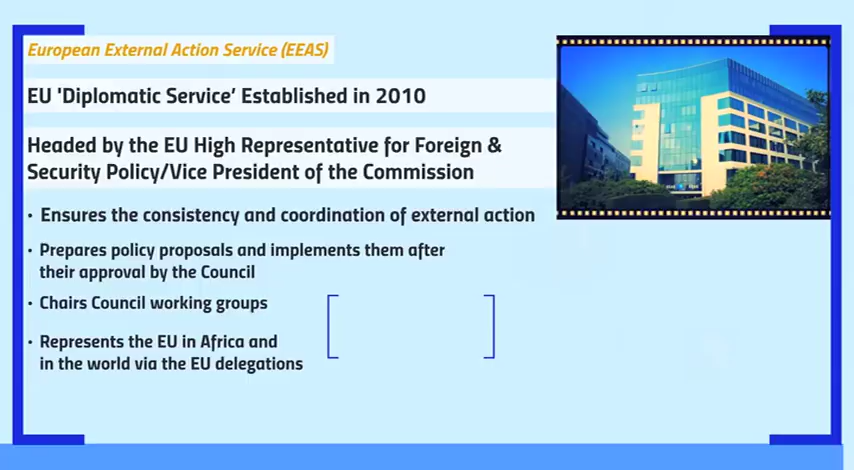 European External Action Service (EEAS)
EU 'Diplomatic Service’ Established in 2010
Headed by the EU High Representative for Foreign &
Security Policy/Vice President of the Commission
• Ensures the consistency and coordination of external action
• Prepares policy proposals and implements them after
their approval by the Council
• Chairs Council working groups
• Represents the EU in Africa and
in the world via the EU delegations